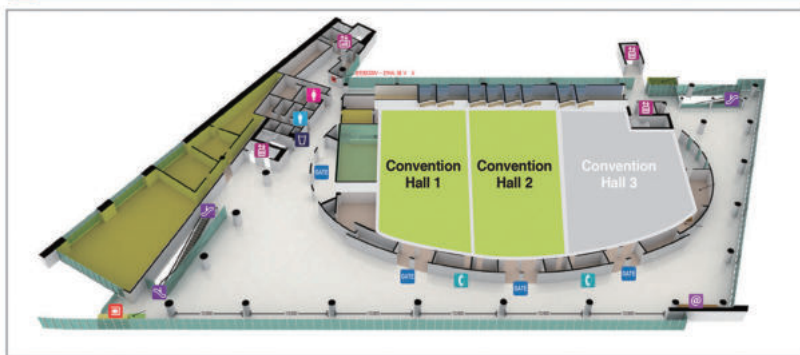 Convention
Hall 1
Convention
Hall 2
Convention
Hall 3
GATE
GATE
GATE
GATE
@